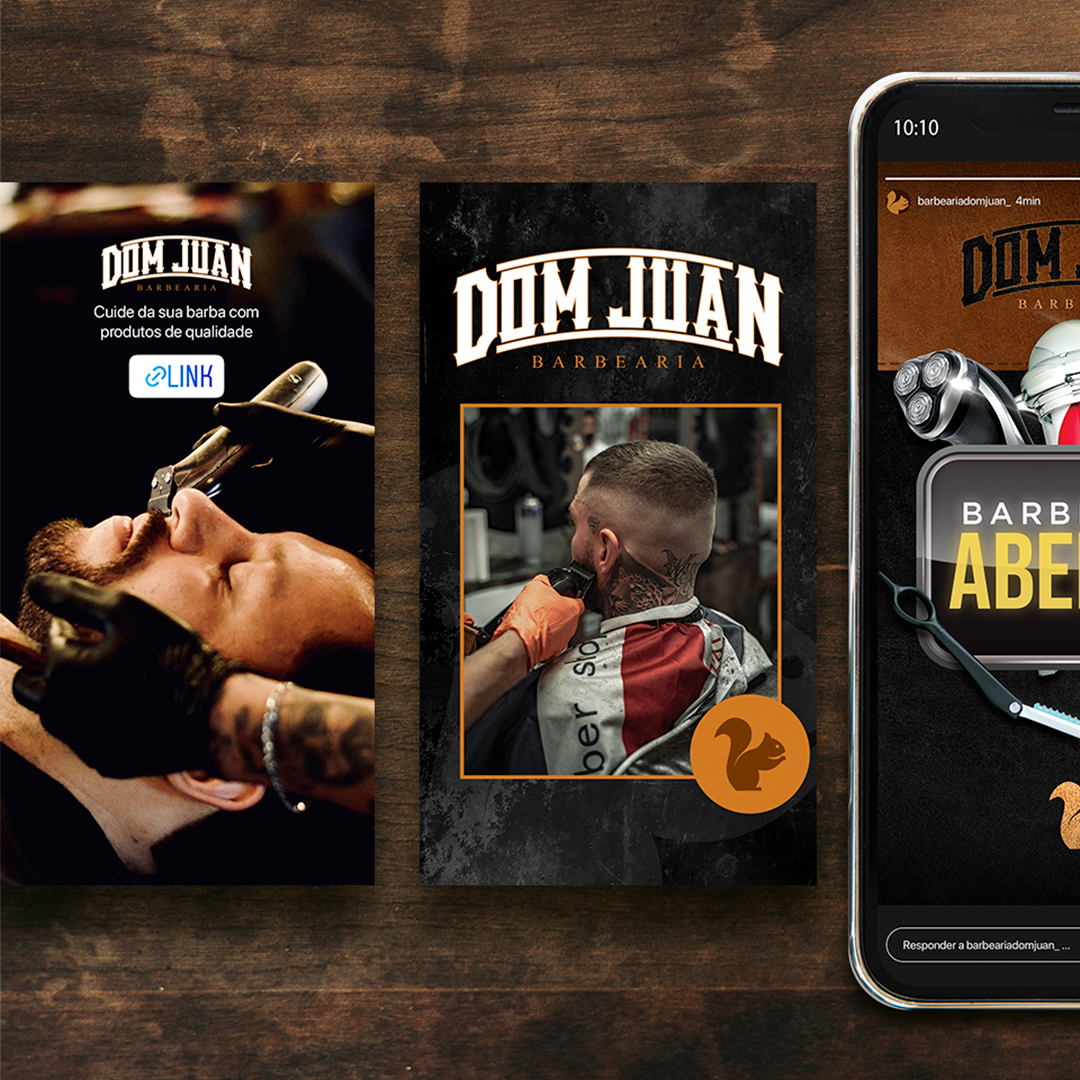 DOM JUAN
BARBEARIA
Cuide da sua barba com
produtos de qualidade
LINK
DOM JUAN
BARBEARIA
ber sto
10:10
barbeariadomjuan_ 4min
DOM J
BARB
BARB
ABE
Responder a barbeariadomjuan_ ...